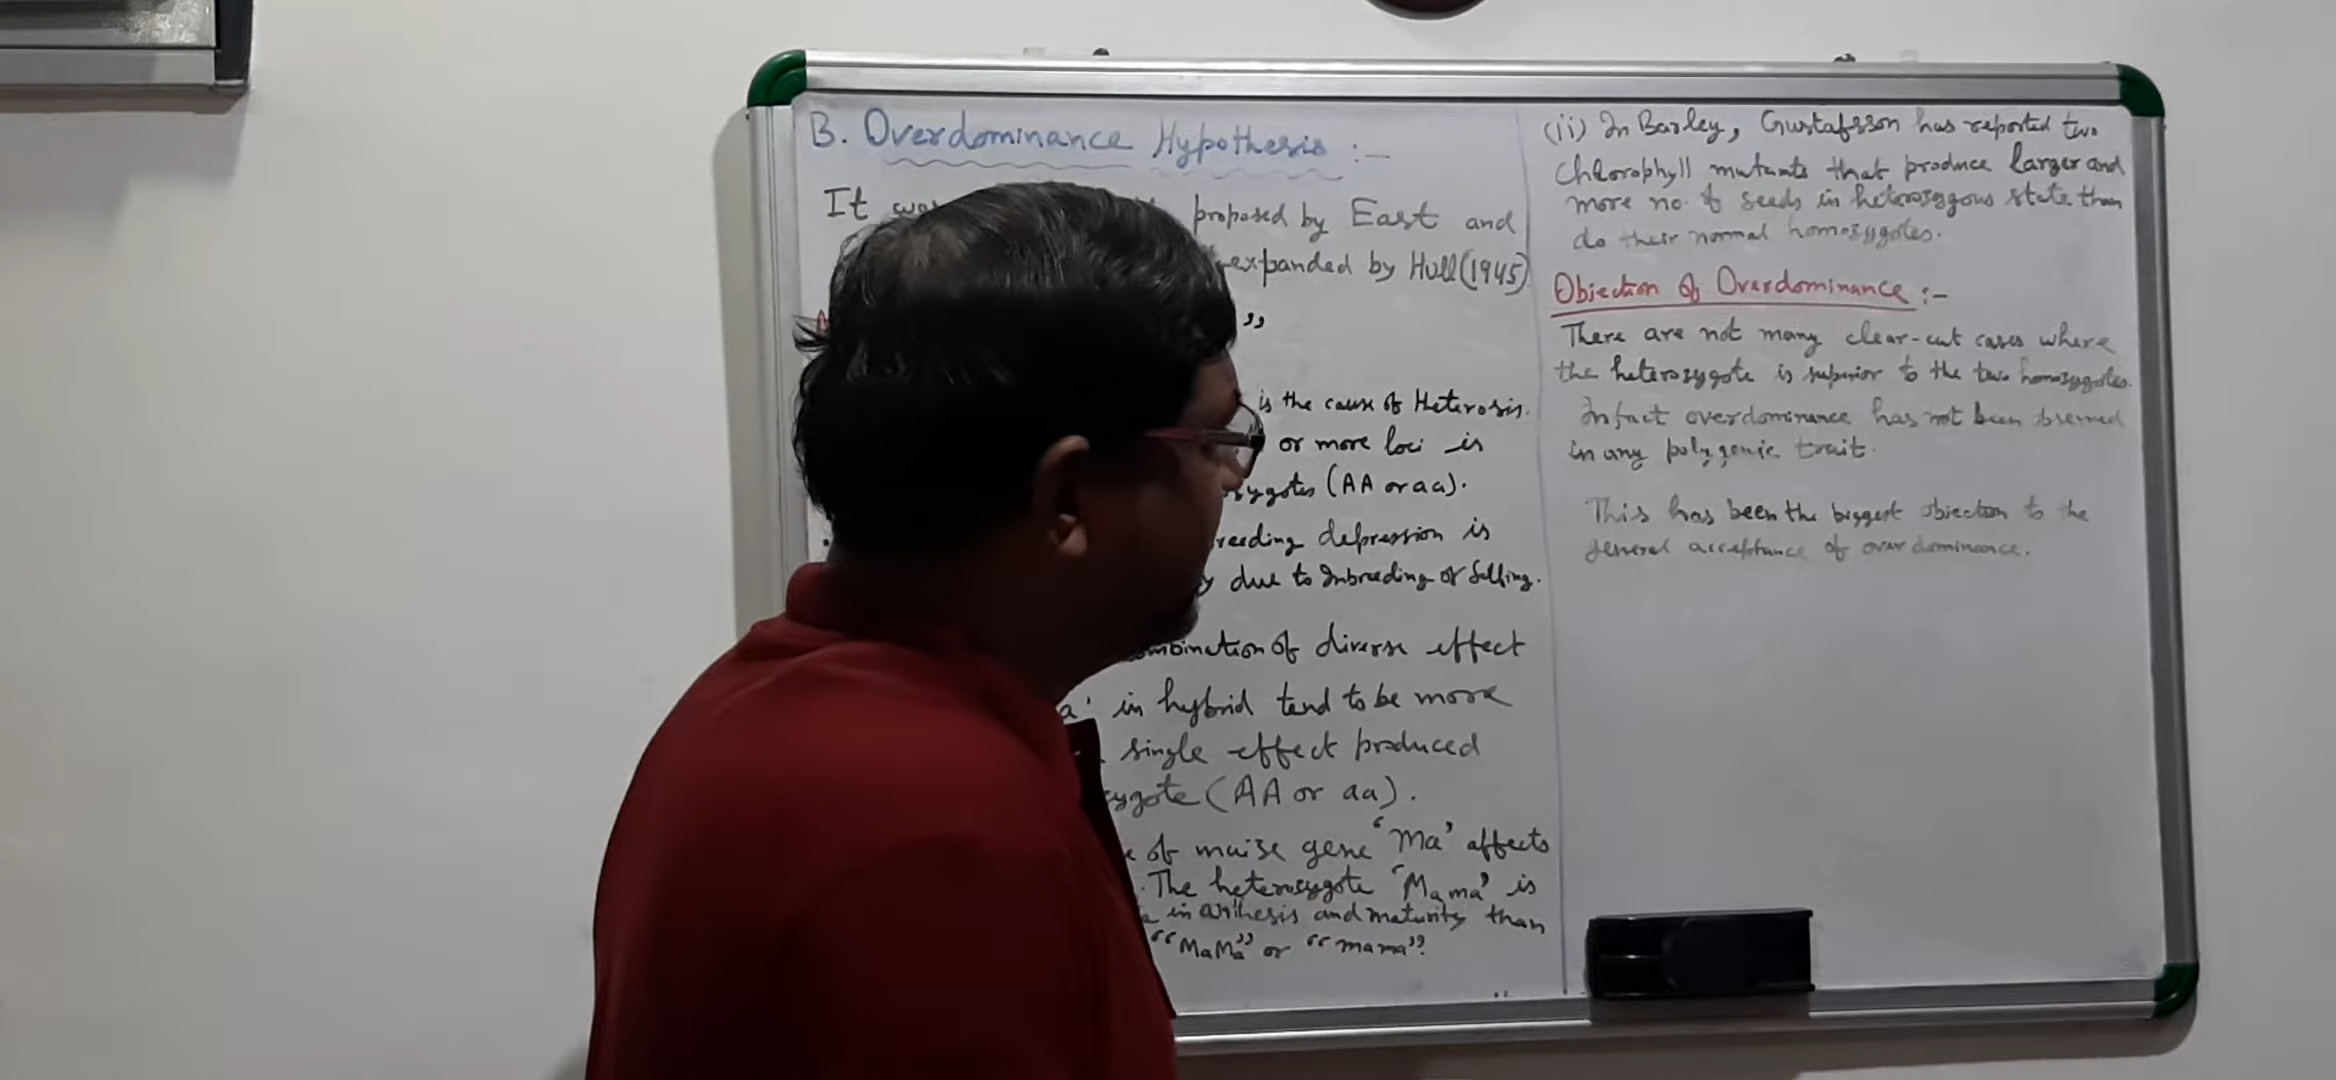 B. Overdominance Hypothesis :-
It was proposed by East and
expanded by Hull (1945)
”
is the cause of Heterosis.
or more loci is
zygotes (AA or aa).
reeding depression is
due to Inbreeding or Selfing.
ombination of diverse effect
a' in hybrid tend to be more
single effect produced
zygote (AA or aa).
of maize gene ‘Ma’ affects
. The heterozygote ‘Mama’ is
in anthesis and maturity than
“MaMa” or “mama”.
(ii) In Barley, Gustafsson has reported two
Chlorophyll mutants that produce larger and
more no. of seeds in heterozygous state than
do their normal homozygotes.
Objection of Overdominance :-
There are not many clear-cut cases where
the heterozygote is superior to the two homozygotes.
Infact overdominance has not been observed
in any polygenic trait.
This has been the biggest objection to the
general acceptance of overdominance.